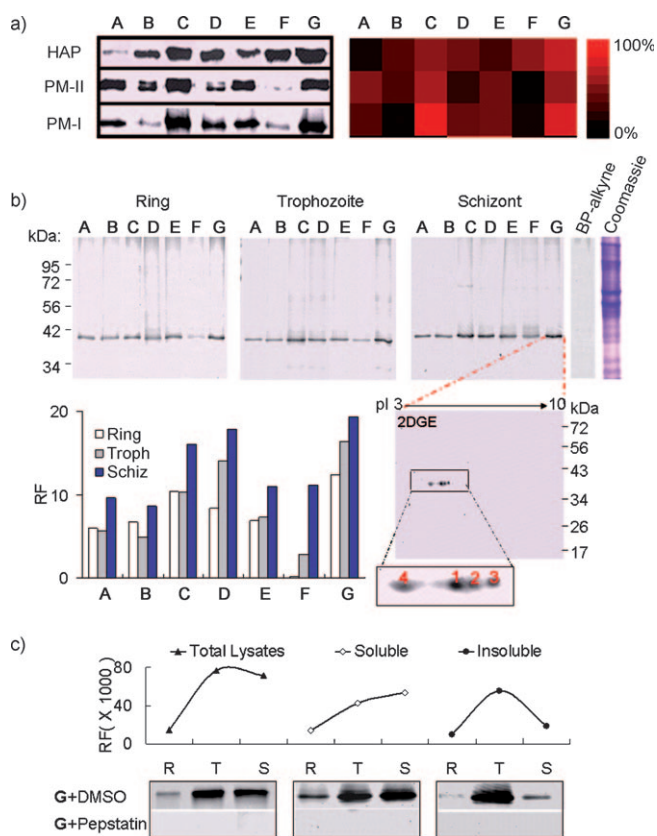 a)
A B C D E F G
A B C D E F G
HAP
PM-II
PM-I
100%
0%
b)
Ring
Trophozoite
Schizont
BP-alkyne
Coomassie
kDa:
A B C D E F G
A B C D E F G
A B C D E F G
95
72
56
42
34
20
10
0
RF
Ring
Troph
Schiz
A B C D E F G
pI 3
10
kDa
2DGE
72
56
43
34
26
17
4 1 2 3
c)
Total Lysates
Soluble
Insoluble
RF( X 1000)
80
40
0
R T S
R T S
R T S
G+DMSO
G+Pepstatin